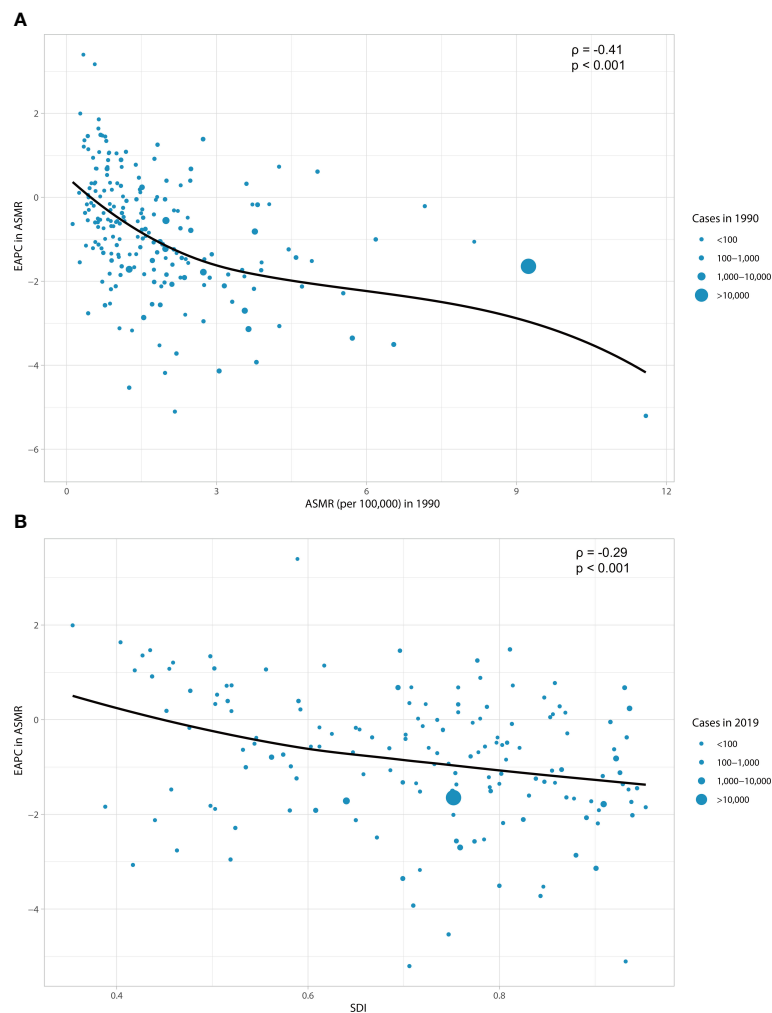 A
ρ = -0.41
p < 0.001
2
0
−2
−4
−6
EAPC in ASMR
0 3 6 9 12
ASMR (per 100,000) in 1990
Cases in 1990
<100
100−1,000
1,000−10,000
>10,000
B
ρ = -0.29
p < 0.001
2
0
−2
−4
EAPC in ASMR
0.4 0.6 0.8
SDI
Cases in 2019
<100
100−1,000
1,000−10,000
>10,000